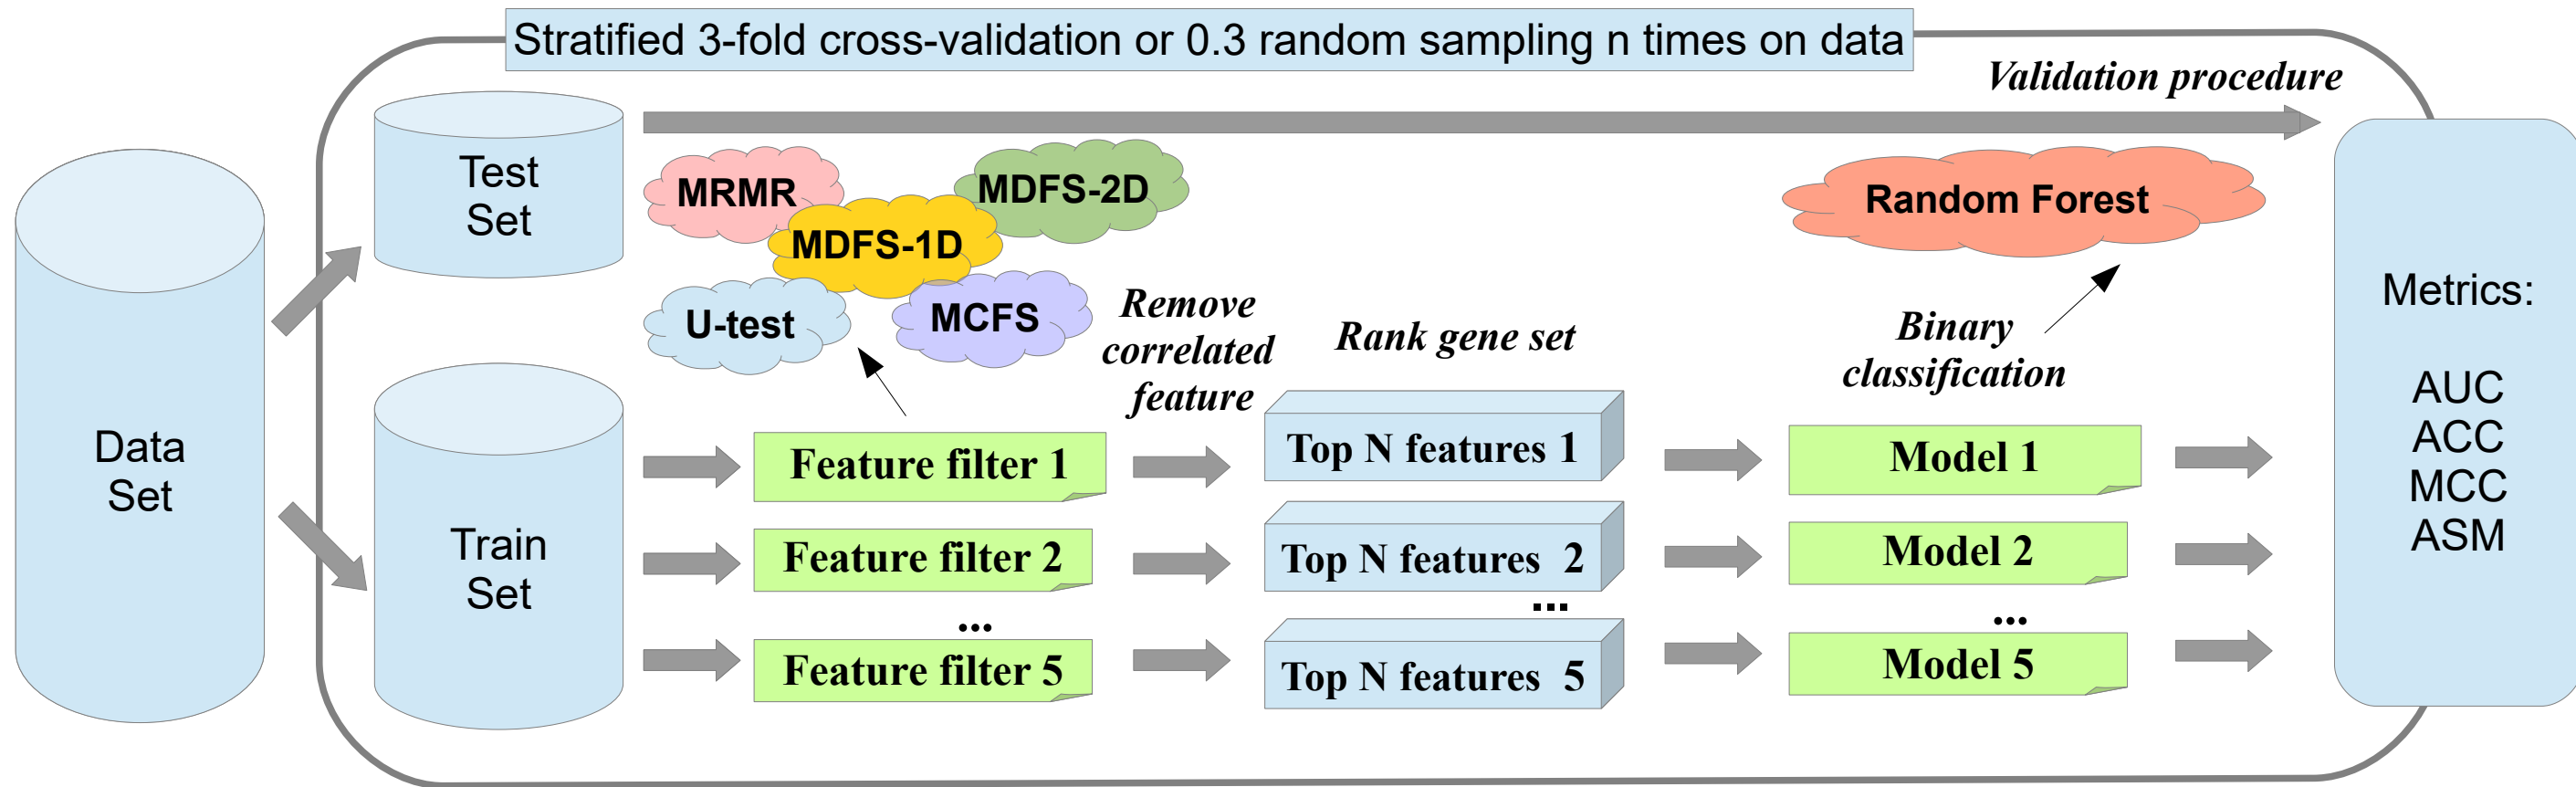 Stratified 3-fold cross-validation or 0.3 random sampling n times on data
Validation procedure
Data
Set
Test
Set
Train
Set
MRMR
MDFS-2D
MDFS-1D
U-test
MCFS
Remove
correlated
feature
Rank gene set
Random Forest
Binary
classification
Feature filter 1
Top N features 1
Model 1
Feature filter 2
Top N features 2
Model 2
...
...
...
Feature filter 5
Top N features 5
Model 5
Metrics:
AUC
ACC
MCC
ASM